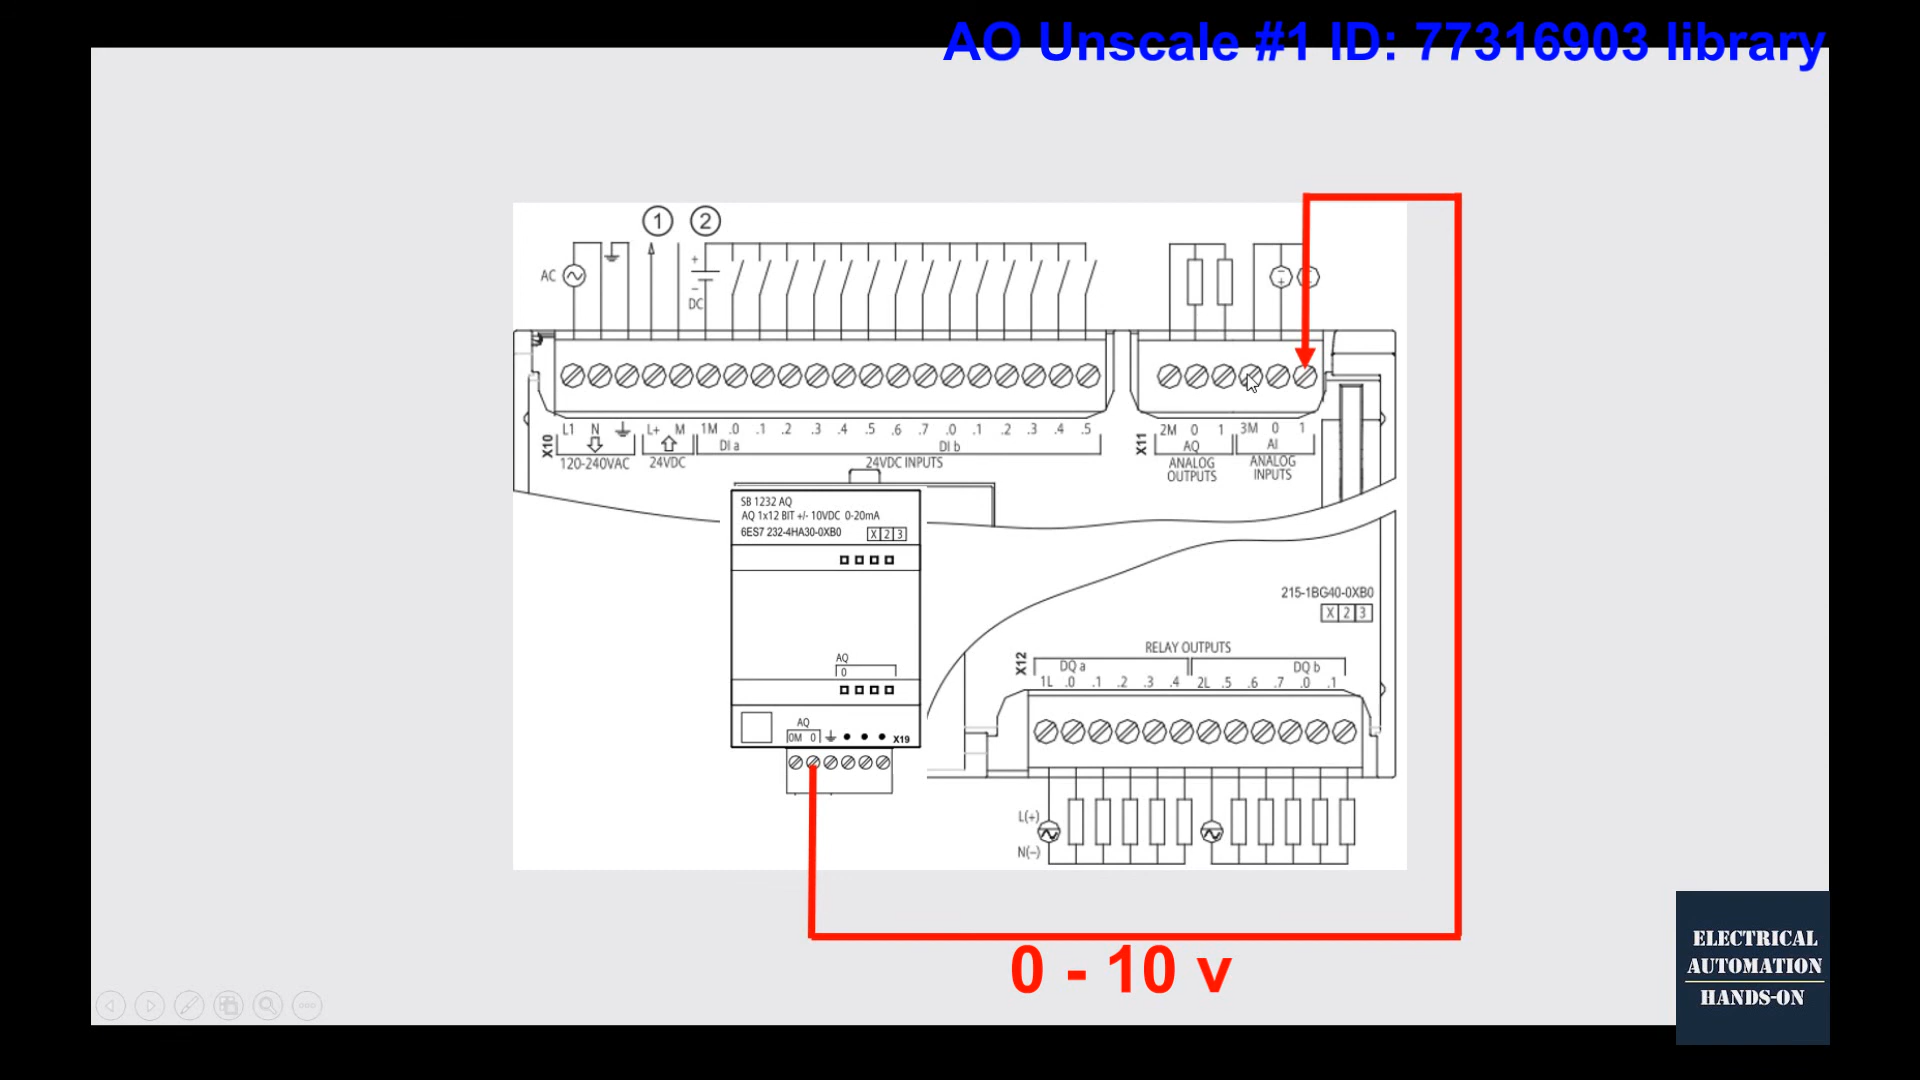 AO Unscale #1 ID: 77316903 library
1 2
AC
+
−
DC
L1 N L+ M 1M .0 .1 .2 .3 .4 .5 .6 .7 .0 .1 .2 .3 .4 .5
DI a DI b
X10
120-240VAC 24VDC 24VDC INPUTS
2M 0 1 3M 0 1
X11
AQ AI
ANALOG OUTPUTS
ANALOG INPUTS
SB 1232 AQ
AQ 1x12 BIT +/- 10VDC 0-20mA
6ES7 232-4HA30-0XB0 X 2 3
AQ
0
AQ
0M 0 X19
215-1BG40-0XB0
X 2 3
RELAY OUTPUTS
X12
DQ a DQ b
1L .0 .1 .2 .3 .4 2L .5 .6 .7 .0 .1
L(+)
N(−)
0 - 10 v
ELECTRICAL
AUTOMATION
HANDS-ON